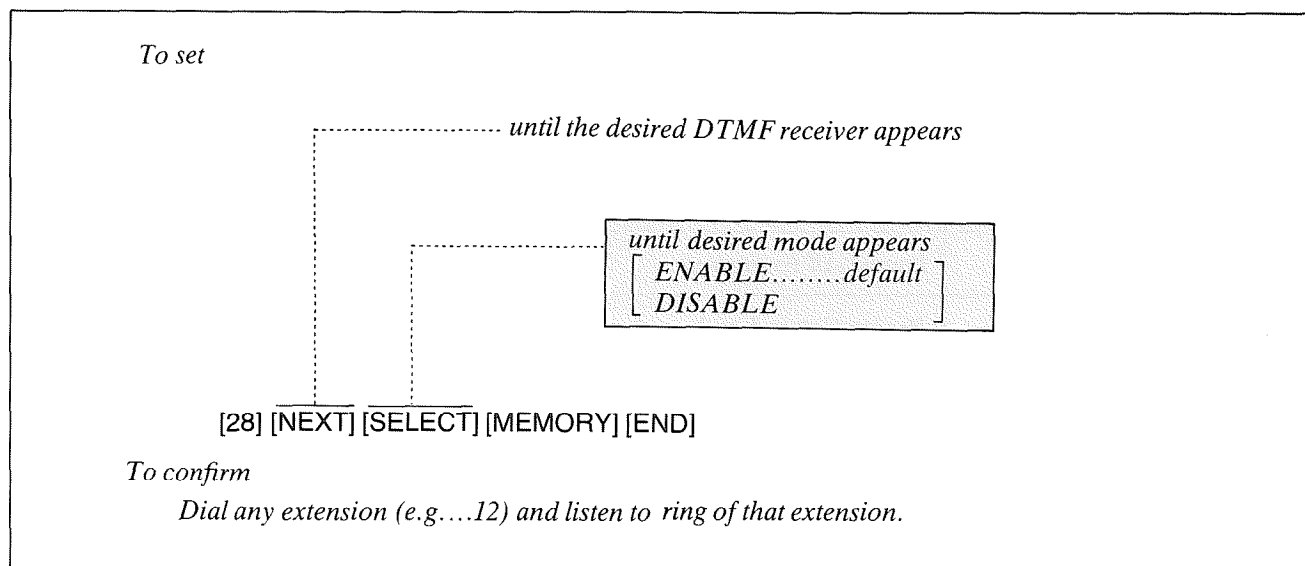 To set
until the desired DTMF receiver appears
until desired mode appears
ENABLE........default
DISABLE
[28] [NEXT] [SELECT] [MEMORY] [END]
To confirm
Dial any extension (e.g....12) and listen to ring of that extension.